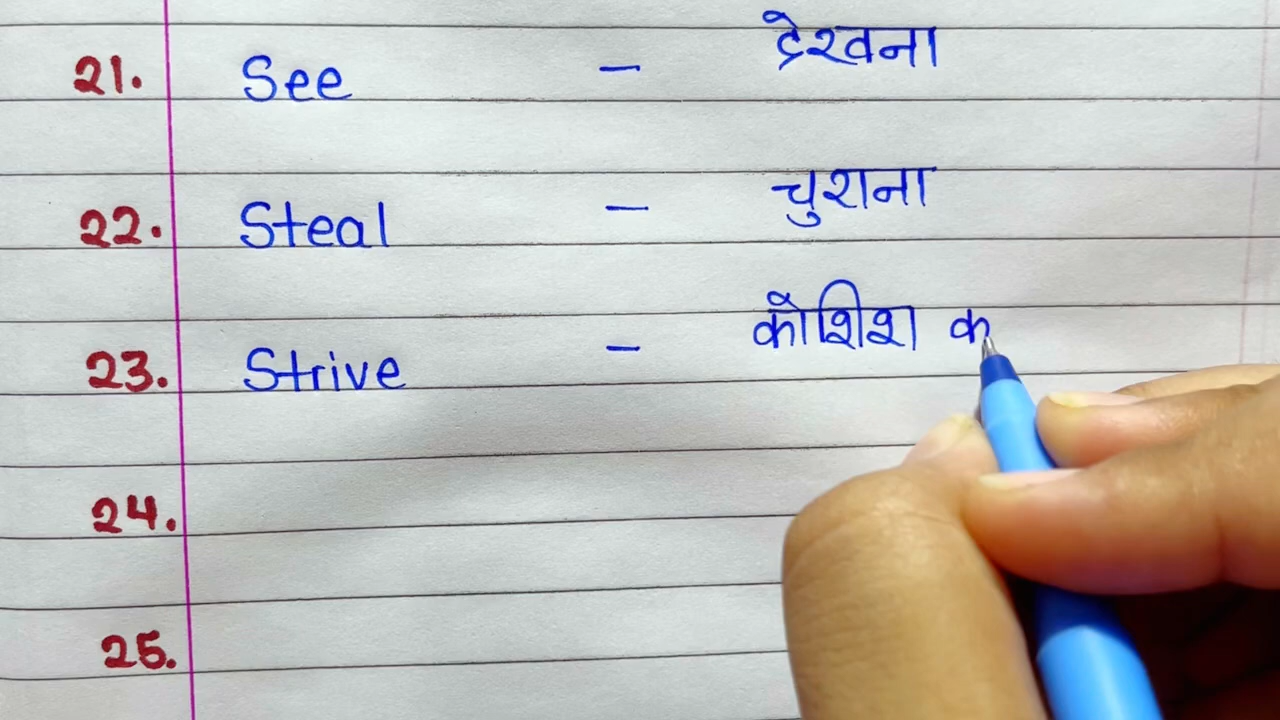 21. See - देखना
22. Steal - चुराना
23. Strive - कोशिश क
24.
25.